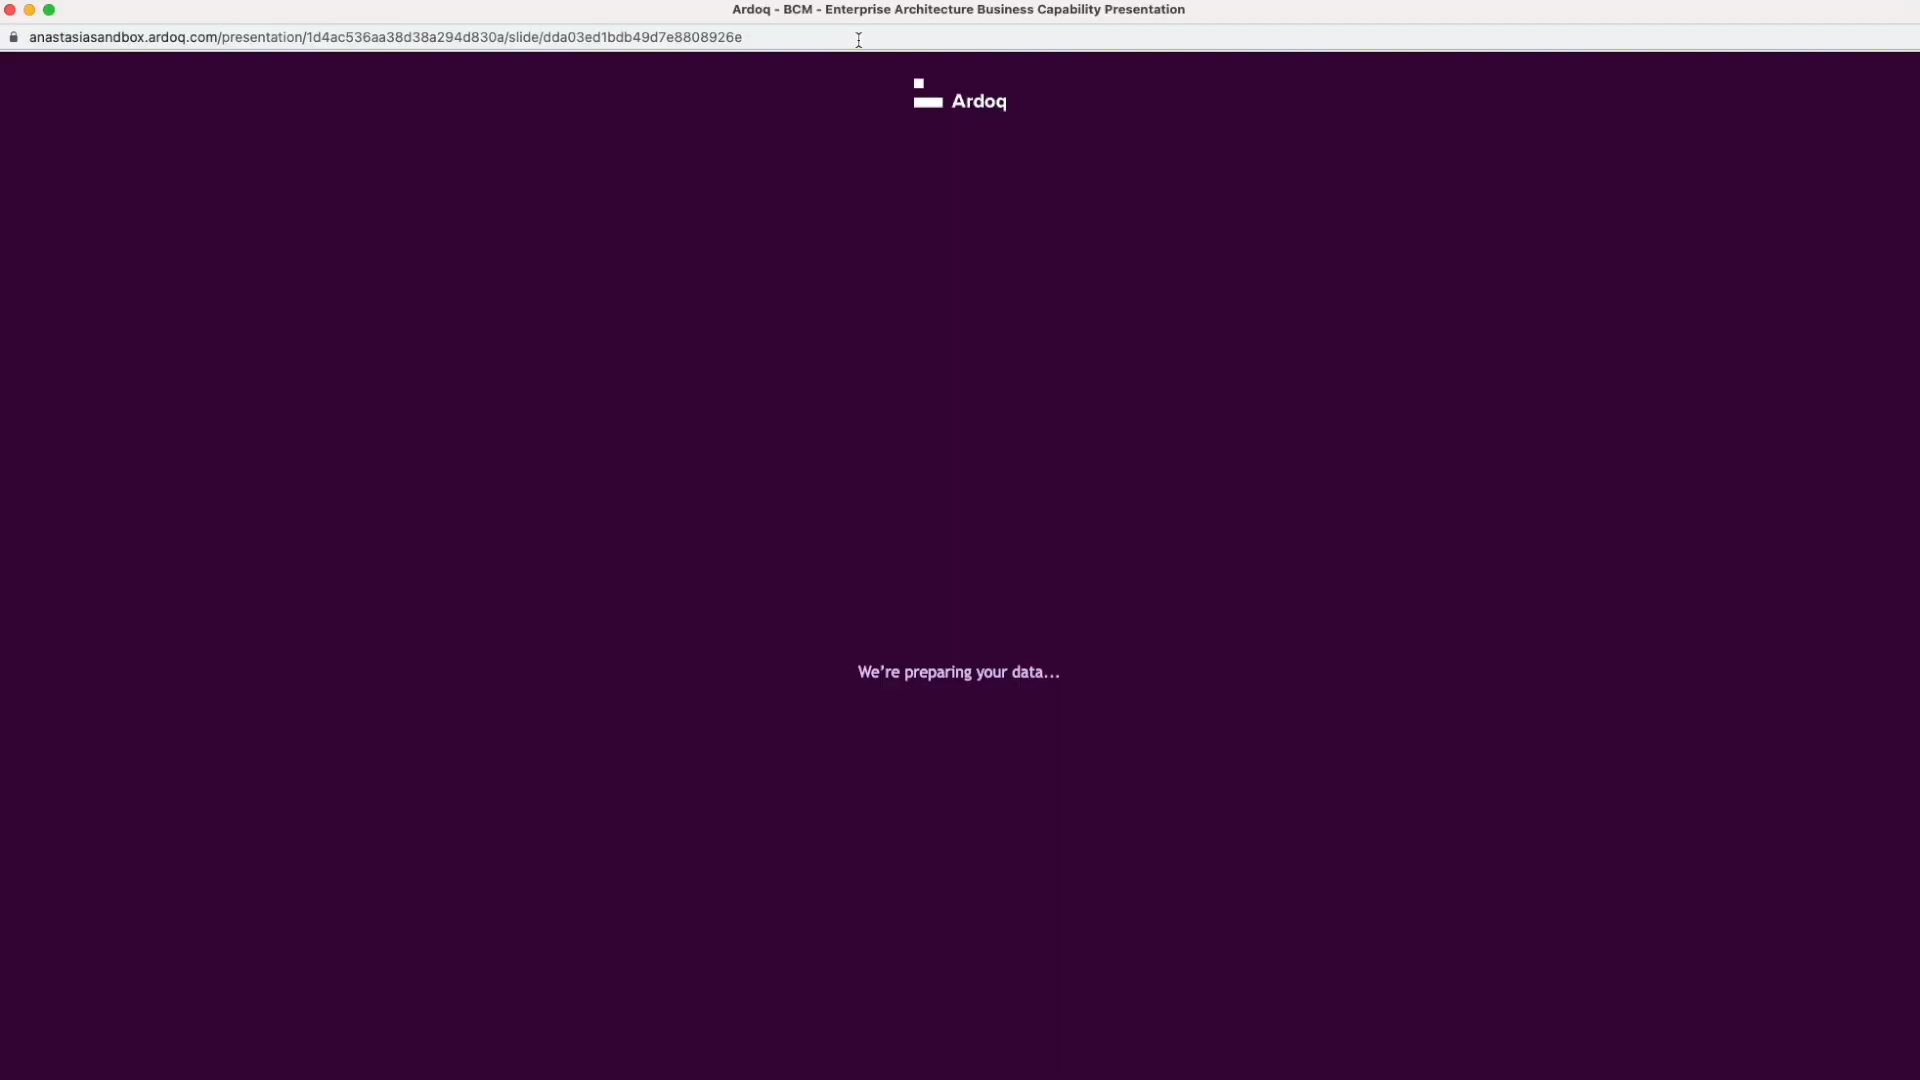 Ardoq - BCM - Enterprise Architecture Business Capability Presentation
anastasiasandbox.ardoq.com/presentation/1d4ac536aa38d38a294d830a/slide/dda03ed1bdb49d7e8808926e
Ardoq
We're preparing your data...